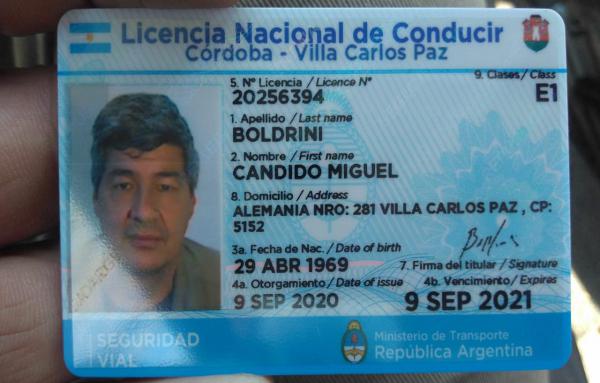 Licencia Nacional de Conducir
Córdoba - Villa Carlos Paz
5. Nº Licencia / Licence Nº
20256394
9. Clases / Class
E1
1. Apellido / Last name
BOLDRINI
2. Nombre / First name
CANDIDO MIGUEL
8. Domicilio / Address
ALEMANIA NRO: 281 VILLA CARLOS PAZ , CP:
5152
3a. Fecha de Nac. / Date of birth
29 ABR 1969
7. Firma del titular / Signature
4a. Otorgamiento / Date of issue
9 SEP 2020
4b. Vencimiento / Expires
9 SEP 2021
SEGURIDAD
VIAL
Ministerio de Transporte
República Argentina